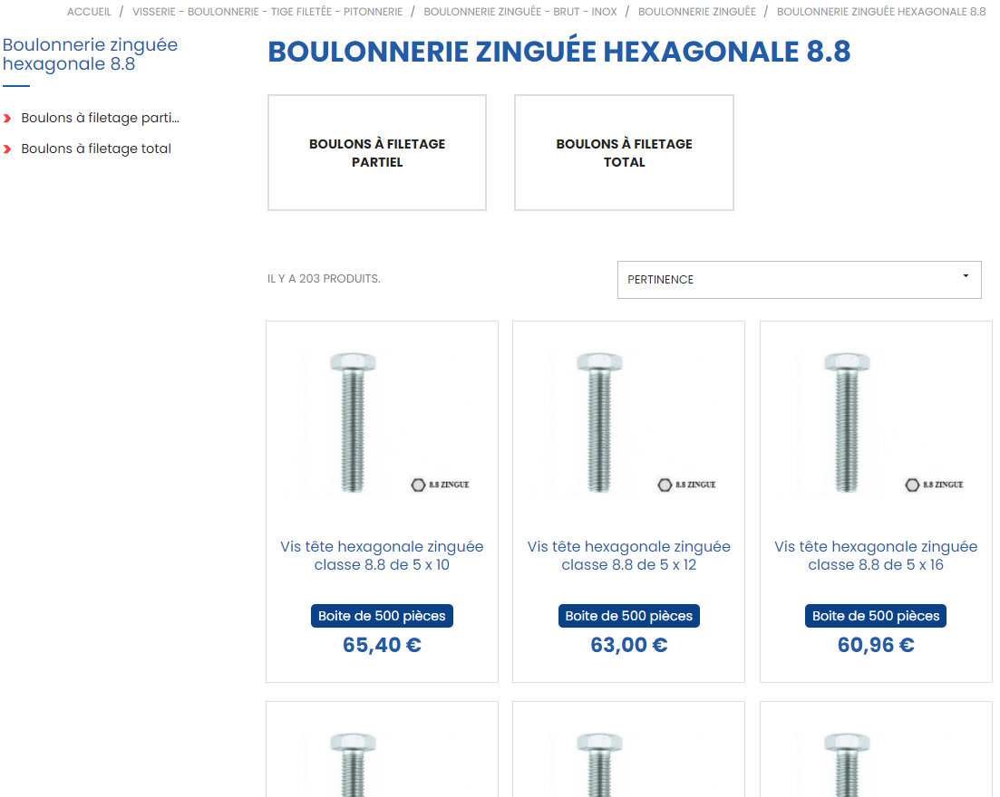 ACCUEIL / VISSERIE - BOULONNERIE - TIGE FILETÉE - PITONNERIE / BOULONNERIE ZINGUÉE - BRUT - INOX / BOULONNERIE ZINGUÉE / BOULONNERIE ZINGUÉE HEXAGONALE 8.8
Boulonnerie zinguée
hexagonale 8.8
Boulons à filetage parti...
Boulons à filetage total
BOULONNERIE ZINGUÉE HEXAGONALE 8.8
BOULONS À FILETAGE
PARTIEL
BOULONS À FILETAGE
TOTAL
IL Y A 203 PRODUITS.
PERTINENCE
8.8 ZINGUE
Vis tête hexagonale zinguée
classe 8.8 de 5 x 10
Boite de 500 pièces
65,40 €
8.8 ZINGUE
Vis tête hexagonale zinguée
classe 8.8 de 5 x 12
Boite de 500 pièces
63,00 €
8.8 ZINGUE
Vis tête hexagonale zinguée
classe 8.8 de 5 x 16
Boite de 500 pièces
60,96 €